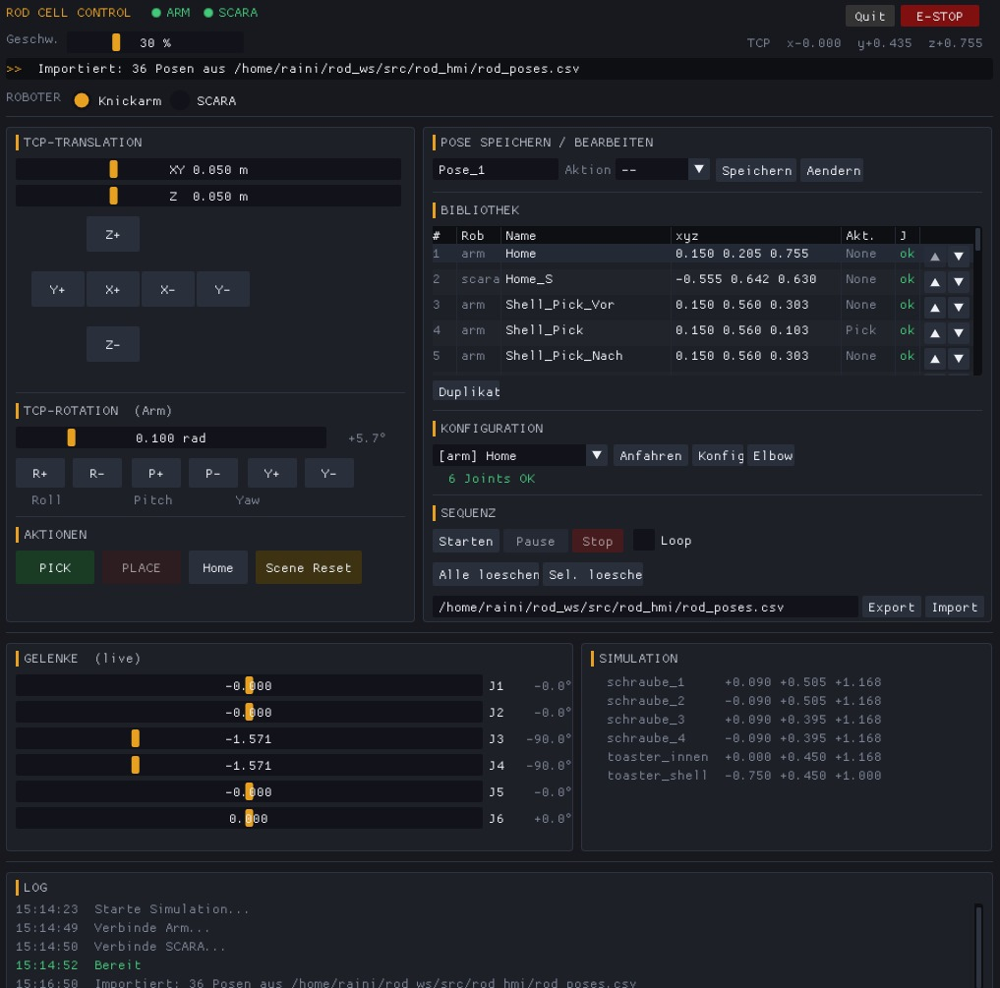 ROD CELL CONTROL ARM SCARA Quit E-STOP
Geschw. 30 % TCP x-0.000 y+0.435 z+0.755
>> Importiert: 36 Posen aus /home/raini/rod_ws/src/rod_hmi/rod_poses.csv
ROBOTER Knickarm SCARA
TCP-TRANSLATION
XY 0.050 m
Z 0.050 m
Z+
Y+ X+ X- Y-
Z-
TCP-ROTATION (Arm)
0.100 rad +5.7°
R+ R- P+ P- Y+ Y-
Roll Pitch Yaw
AKTIONEN
PICK PLACE Home Scene Reset
POSE SPEICHERN / BEARBEITEN
Pose_1 Aktion -- ▼ Speichern Aendern
BIBLIOTHEK
# Rob Name xyz Akt. J
1 arm Home 0.150 0.205 0.755 None ok ▲ ▼
2 scara Home_S -0.555 0.642 0.630 None ok ▲ ▼
3 arm Shell_Pick_Vor 0.150 0.560 0.303 None ok ▲ ▼
4 arm Shell_Pick 0.150 0.560 0.103 Pick ok ▲ ▼
5 arm Shell_Pick_Nach 0.150 0.560 0.303 None ok ▲ ▼
Duplikat
KONFIGURATION
[arm] Home ▼ Anfahren Konfig Elbow
6 Joints OK
SEQUENZ
Starten Pause Stop Loop
Alle loeschen Sel. loesche
/home/raini/rod_ws/src/rod_hmi/rod_poses.csv Export Import
GELENKE (live)
-0.000 J1 -0.0°
-0.000 J2 -0.0°
-1.571 J3 -90.0°
-1.571 J4 -90.0°
-0.000 J5 -0.0°
0.000 J6 +0.0°
SIMULATION
schraube_1 +0.090 +0.505 +1.168
schraube_2 -0.090 +0.505 +1.168
schraube_3 +0.090 +0.395 +1.168
schraube_4 -0.090 +0.395 +1.168
toaster_innen +0.000 +0.450 +1.168
toaster_shell -0.750 +0.450 +1.000
LOG
15:14:23 Starte Simulation...
15:14:49 Verbinde Arm...
15:14:50 Verbinde SCARA...
15:14:52 Bereit
15:16:50 Importiert: 36 Posen aus /home/raini/rod_ws/src/rod_hmi/rod_poses.csv